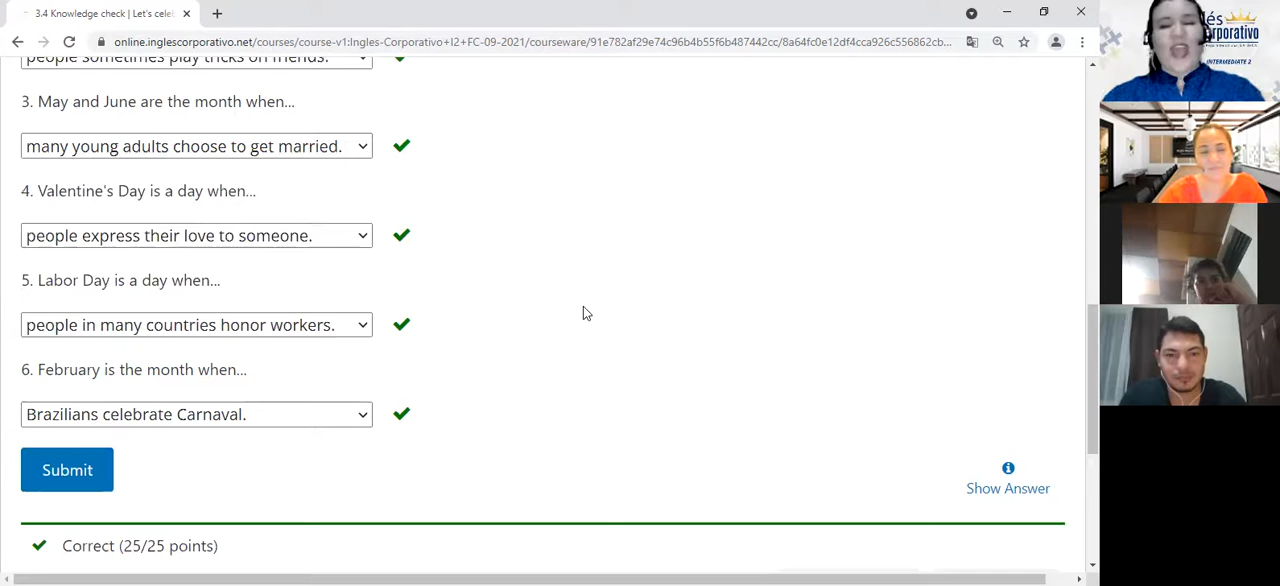 3.4 Knowledge check | Let's celeb
online.inglescorporativo.net/courses/course-v1:Ingles-Corporativo+I2+FC-09-2021/courseware/91e782af29e74c96b4b55f6b487442cc/8a64fc0e12df4cca926c556862cb...
people sometimes play tricks on friends.
3. May and June are the month when...
many young adults choose to get married.
4. Valentine's Day is a day when...
people express their love to someone.
5. Labor Day is a day when...
people in many countries honor workers.
6. February is the month when...
Brazilians celebrate Carnaval.
Submit
Show Answer
Correct (25/25 points)
lés
orporativo
INTERMEDIATE 2